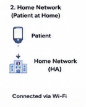 2. Home Network
(Patient at Home)
Patient
Home Network
(HA)
Connected via Wi-Fi